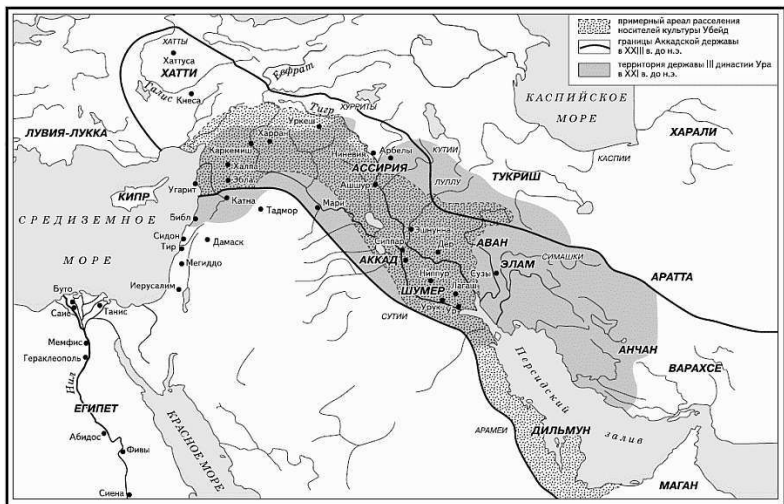 примерный ареал расселения
носителей культуры Убейд
границы Аккадской державы
в XXIII в. до н.э.
территория державы III династии Ура
в XXI в. до н.э.
ХАТТЫ
Хаттуса
ХАТТИ
Галис
Кнеса
Евфрат
Тигр
ХУРРИТЫ
КАСПИЙСКОЕ
МОРЕ
ХАРАЛИ
КАСПИИ
ЛУВИЯ-ЛУККА
Уркеш
Харран
Каркемиш
Ниневия
Арбелы
КУТИИ
АССИРИЯ
ЛУЛЛУ
ТУКРИШ
Халеб
Эбла
Ашшур
КИПР
Угарит
СРЕДИЗЕМНОЕ
МОРЕ
Катна
Мари
Библ
Тадмор
Эшнунна
Сидон
Дамаск
Тир
Сиппар
Дер
АВАН
ЭЛАМ
СИМАШКИ
АККАД
Мегиддо
Ниппур
Сузы
АРАТТА
ШУМЕР
Лагаш
Иерусалим
Урук
Ур
СУТИИ
Буто
Саис
Танис
АНЧАН
ВАРАХСЕ
Мемфис
Гераклеополь
Персидский
залив
Нил
ЕГИПЕТ
КРАСНОЕ МОРЕ
АРАМЕИ
ДИЛЬМУН
Абидос
Фивы
МАГАН
Сиена